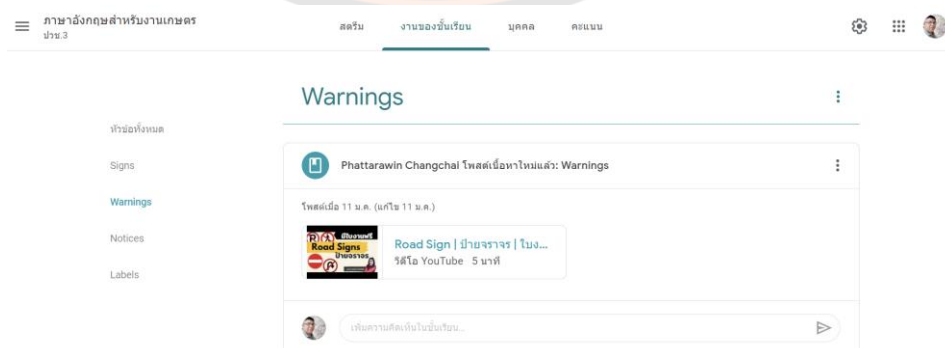 ภาษาอังกฤษสำหรับงานเกษตร
ปวช.3
สตรีม งานของชั้นเรียน บุคคล คะแนน
Warnings
หัวข้อทั้งหมด
Signs
Warnings
Notices
Labels
Phattarawin Changchai โพสต์เนื้อหาใหม่แล้ว: Warnings
โพสต์เมื่อ 11 ม.ค. (แก้ไข 11 ม.ค.)
มีใบงานฟรี
Road Signs
ป้ายจราจร
Road Sign | ป้ายจราจร | ใบง...
วิดีโอ YouTube 5 นาที
เพิ่มความคิดเห็นในชั้นเรียน...